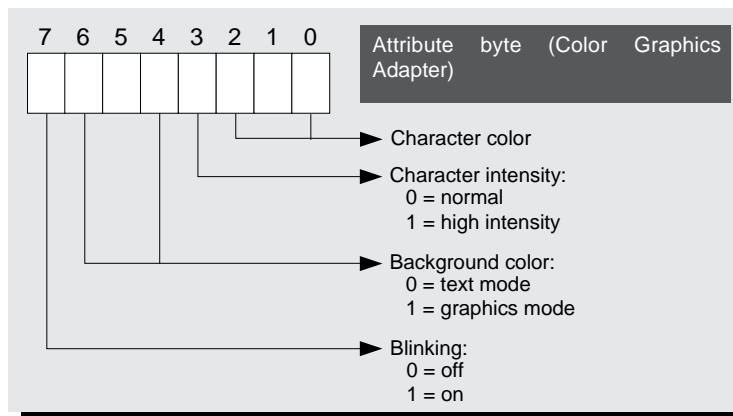 7 6 5 4 3 2 1 0
Attribute byte (Color Graphics
Adapter)
Character color
Character intensity:
0 = normal
1 = high intensity
Background color:
0 = text mode
1 = graphics mode
Blinking:
0 = off
1 = on